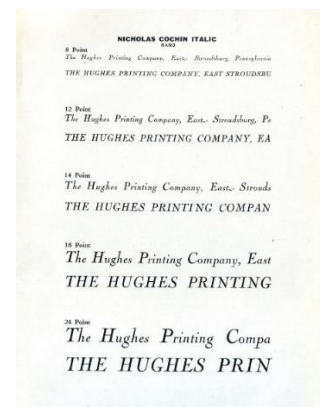 NICHOLAS COCHIN ITALIC
HAND
8 Point
The Hughes Printing Company, East Stroudsburg, Pennsylvania
THE HUGHES PRINTING COMPANY, EAST STROUDSBU
12 Point
The Hughes Printing Company, East Stroudsburg, Pe
THE HUGHES PRINTING COMPANY, EA
14 Point
The Hughes Printing Company, East Strouds
THE HUGHES PRINTING COMPAN
18 Point
The Hughes Printing Company, East
THE HUGHES PRINTING
24 Point
The Hughes Printing Compa
THE HUGHES PRIN